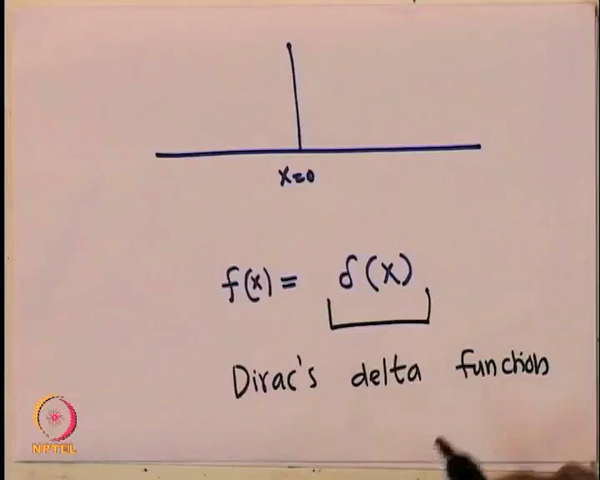 x=0
f(x) = δ(x)
Dirac's delta function
NPTEL